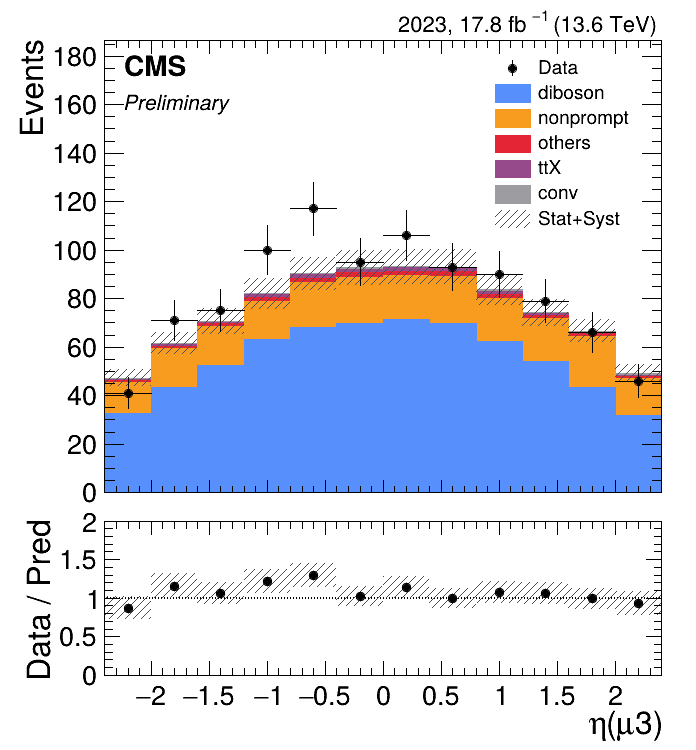 2023, 17.8 fb⁻¹ (13.6 TeV)
CMS
Preliminary
Events
180
160
140
120
100
80
60
40
20
0
Data
diboson
nonprompt
others
ttX
conv
Stat+Syst
Data / Pred
2
1.5
1
0.5
0
−2 −1.5 −1 −0.5 0 0.5 1 1.5 2
η(μ3)